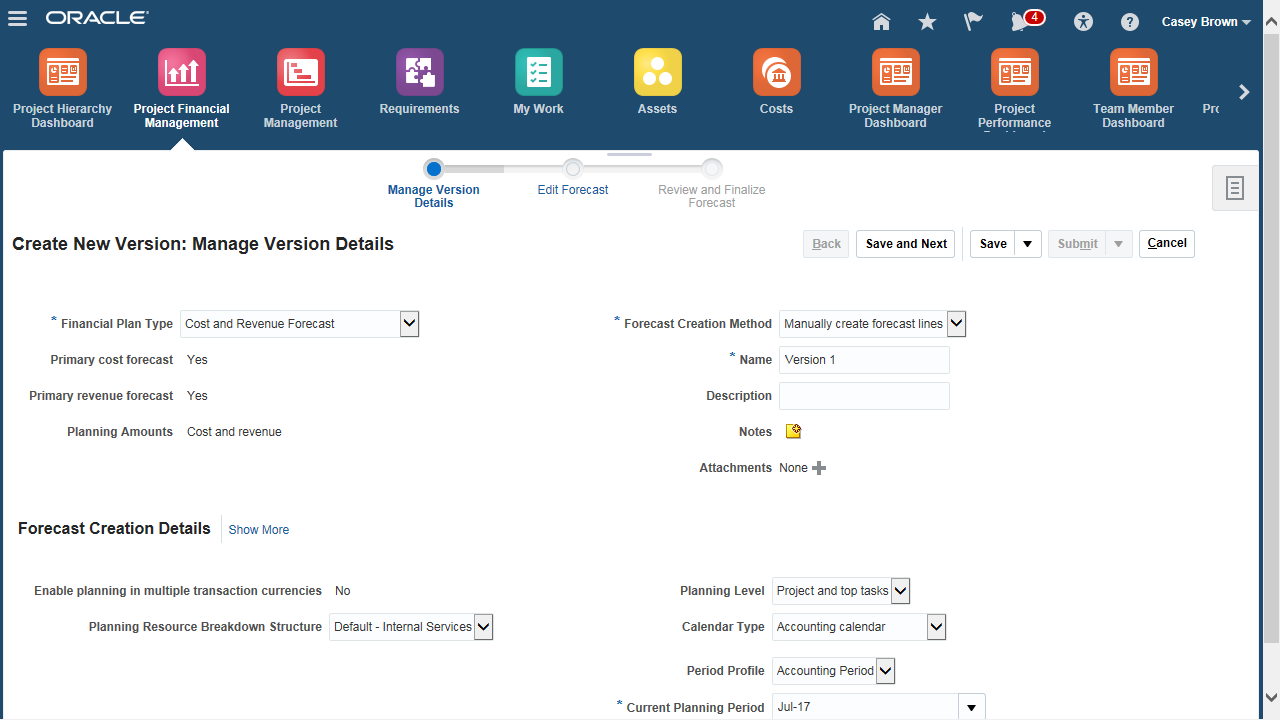 ORACLE
4
Casey Brown
Project Hierarchy
Dashboard
Project Financial
Management
Project
Management
Requirements
My Work
Assets
Costs
Project Manager
Dashboard
Project
Performance
Team Member
Dashboard
Manage Version
Details
Edit Forecast
Review and Finalize
Forecast
Create New Version: Manage Version Details
Back
Save and Next
Save
Submit
Cancel
* Financial Plan Type Cost and Revenue Forecast
* Forecast Creation Method Manually create forecast lines
Primary cost forecast Yes
* Name Version 1
Primary revenue forecast Yes
Description
Planning Amounts Cost and revenue
Notes
Attachments None
Forecast Creation Details Show More
Enable planning in multiple transaction currencies No
Planning Level Project and top tasks
Planning Resource Breakdown Structure Default - Internal Services
Calendar Type Accounting calendar
Period Profile Accounting Period
* Current Planning Period Jul-17